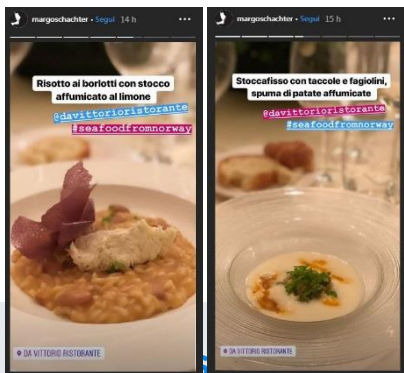 margoschachter • Segui 14 h
Risotto ai borlotti con stocco
affumicato al limone
@davittorioristorante
#seafoodfromnorway
DA VITTORIO RISTORANTE
margoschachter • Segui 15 h
Stoccafisso con taccole e fagiolini,
spuma di patate affumicate
@davittorioristorante
#seafoodfromnorway
DA VITTORIO RISTORANTE